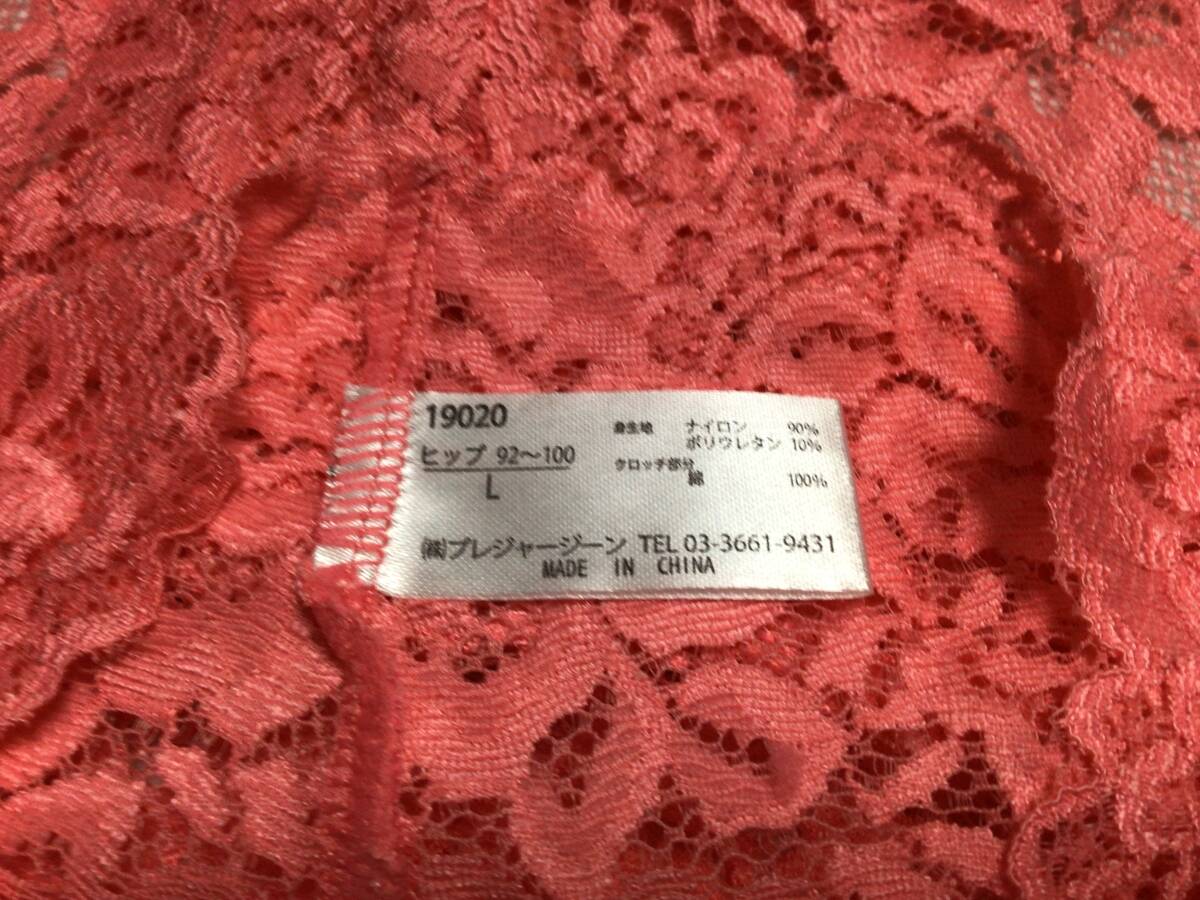 19020
ヒップ 92～100
L
身生地 ナイロン 90%
ポリウレタン 10%
クロッチ部分
綿 100%
㈱プレジャージーン TEL 03-3661-9431
MADE IN CHINA